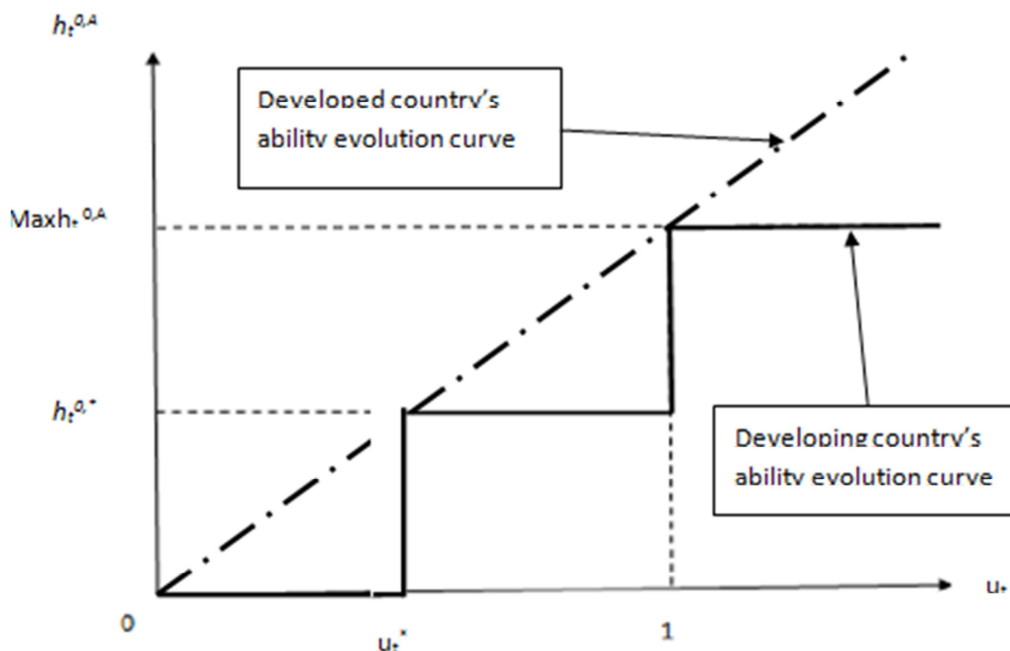 hₜ⁰,ᴬ
Developed country's
ability evolution curve
Maxhₜ⁰,ᴬ
hₜ⁰,*
Developing country's
ability evolution curve
uₜ
0
uₜ*
1